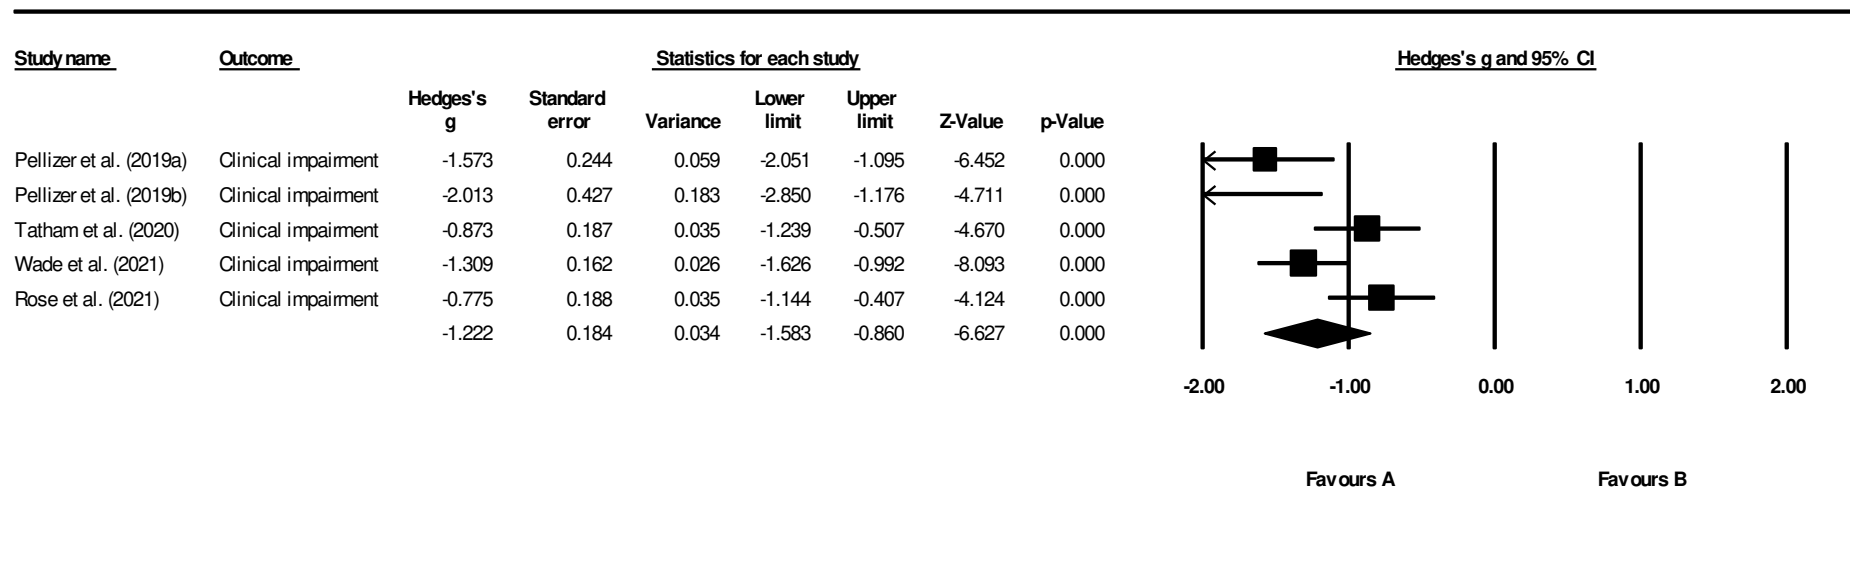 Study name Outcome Statistics for each study Hedges's g and 95% CI
Hedges's Standard Lower Upper
g error Variance limit limit Z-Value p-Value
Pellizer et al. (2019a) Clinical impairment -1.573 0.244 0.059 -2.051 -1.095 -6.452 0.000
Pellizer et al. (2019b) Clinical impairment -2.013 0.427 0.183 -2.850 -1.176 -4.711 0.000
Tatham et al. (2020) Clinical impairment -0.873 0.187 0.035 -1.239 -0.507 -4.670 0.000
Wade et al. (2021) Clinical impairment -1.309 0.162 0.026 -1.626 -0.992 -8.093 0.000
Rose et al. (2021) Clinical impairment -0.775 0.188 0.035 -1.144 -0.407 -4.124 0.000
-1.222 0.184 0.034 -1.583 -0.860 -6.627 0.000
-2.00 -1.00 0.00 1.00 2.00
Favours A Favours B